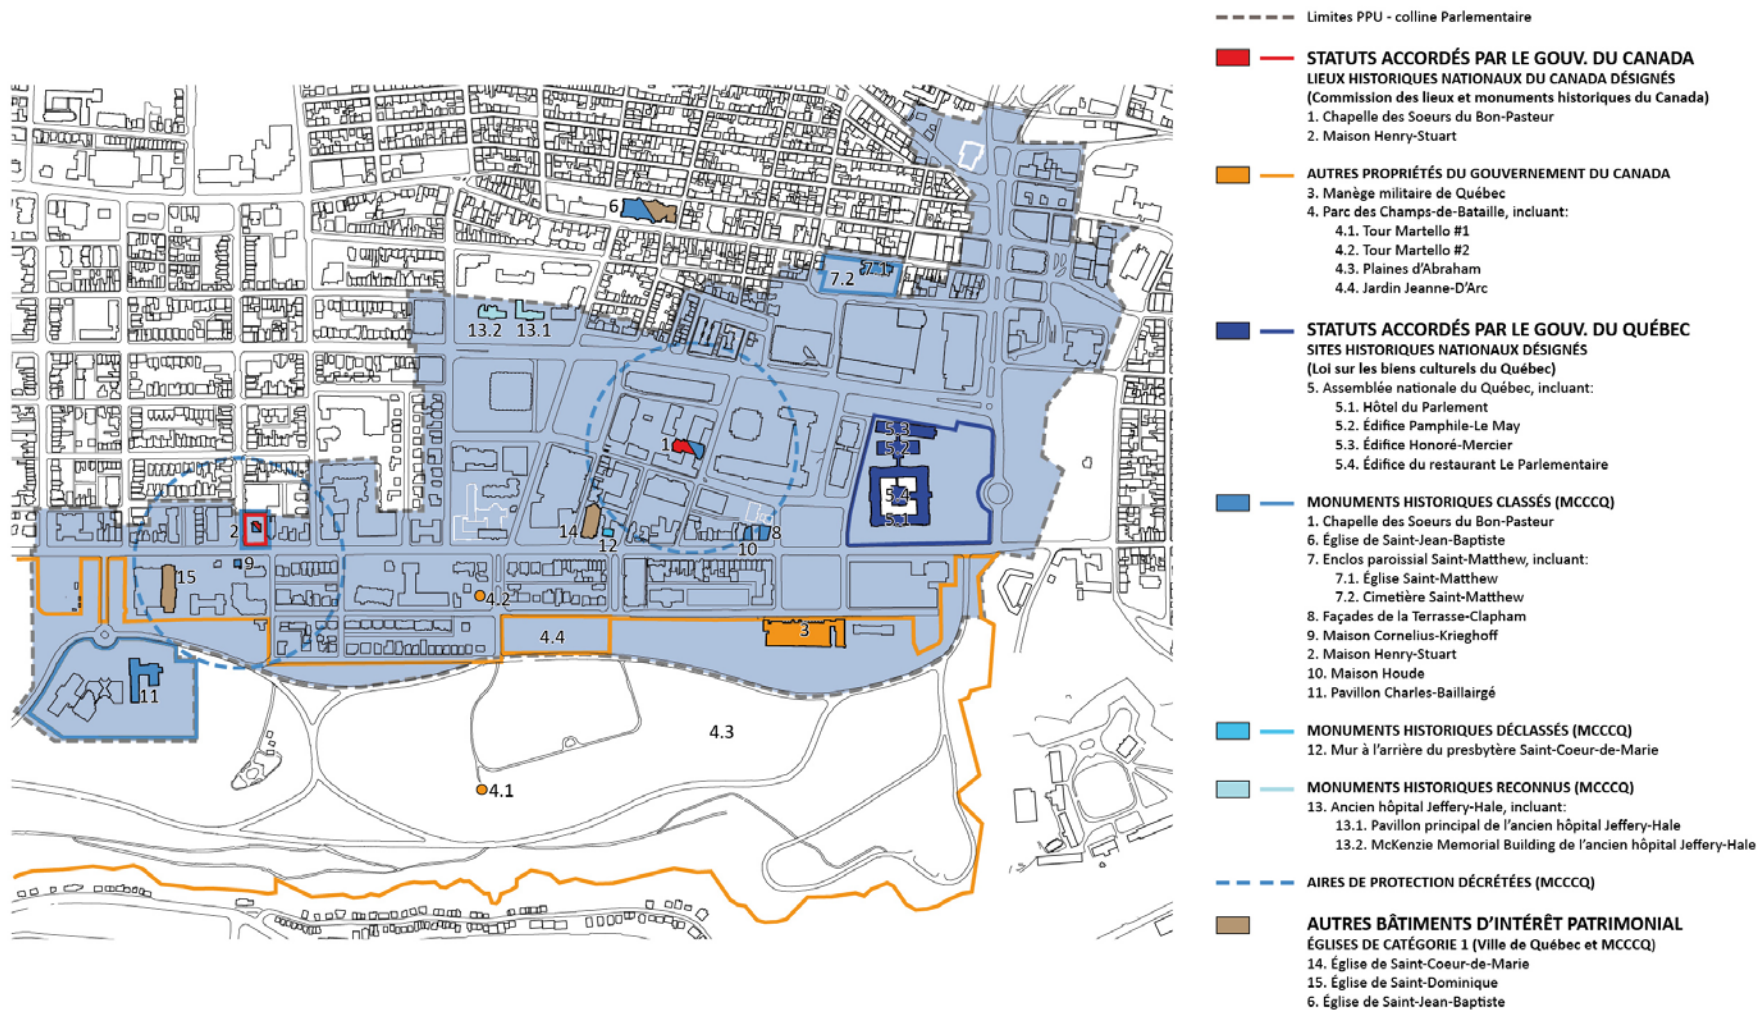 Limites PPU - colline Parlementaire
STATUTS ACCORDÉS PAR LE GOUV. DU CANADA
LIEUX HISTORIQUES NATIONAUX DU CANADA DÉSIGNÉS
(Commission des lieux et monuments historiques du Canada)
1. Chapelle des Soeurs du Bon-Pasteur
2. Maison Henry-Stuart
AUTRES PROPRIÉTÉS DU GOUVERNEMENT DU CANADA
3. Manège militaire de Québec
4. Parc des Champs-de-Bataille, incluant:
4.1. Tour Martello #1
4.2. Tour Martello #2
4.3. Plaines d'Abraham
4.4. Jardin Jeanne-D'Arc
STATUTS ACCORDÉS PAR LE GOUV. DU QUÉBEC
SITES HISTORIQUES NATIONAUX DÉSIGNÉS
(Loi sur les biens culturels du Québec)
5. Assemblée nationale du Québec, incluant:
5.1. Hôtel du Parlement
5.2. Édifice Pamphile-Le May
5.3. Édifice Honoré-Mercier
5.4. Édifice du restaurant Le Parlementaire
MONUMENTS HISTORIQUES CLASSÉS (MCCCQ)
1. Chapelle des Soeurs du Bon-Pasteur
6. Église de Saint-Jean-Baptiste
7. Enclos paroissial Saint-Matthew, incluant:
7.1. Église Saint-Matthew
7.2. Cimetière Saint-Matthew
8. Façades de la Terrasse-Clapham
9. Maison Cornelius-Krieghoff
2. Maison Henry-Stuart
10. Maison Houde
11. Pavillon Charles-Baillairgé
MONUMENTS HISTORIQUES DÉCLASSÉS (MCCCQ)
12. Mur à l'arrière du presbytère Saint-Coeur-de-Marie
MONUMENTS HISTORIQUES RECONNUS (MCCCQ)
13. Ancien hôpital Jeffery-Hale, incluant:
13.1. Pavillon principal de l'ancien hôpital Jeffery-Hale
13.2. McKenzie Memorial Building de l'ancien hôpital Jeffery-Hale
AIRES DE PROTECTION DÉCRÉTÉES (MCCCQ)
AUTRES BÂTIMENTS D'INTÉRÊT PATRIMONIAL
ÉGLISES DE CATÉGORIE 1 (Ville de Québec et MCCCQ)
14. Église de Saint-Coeur-de-Marie
15. Église de Saint-Dominique
6. Église de Saint-Jean-Baptiste
6
7.1
7.2
13.2
13.1
1
5.3
5.2
5.4
5.1
2
14
12
8
10
9
15
4.2
4.4
3
11
4.3
4.1